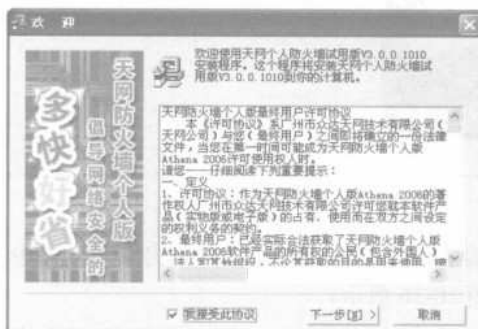 欢 迎
天网防火墙个人版
倡导网络安全的
多快好省
欢迎使用天网个人防火墙试用版V3.0.0.1010
安装程序。这个程序将安装天网个人防火墙试
用版V3.0.0.1010到你的计算机。
天网防火墙个人版最终用户许可协议
本《许可协议》系广州市众达天网技术有限公司(
天网公司)与您(最终用户)之间即将确立的一份法律
文件,当您在第一时间可能成为天网防火墙个人版
Athena 2006许可使用权人时。
请您——仔细阅读下列重要提示:
一、定义
1、许可协议:作为天网防火墙个人版Athena 2006的著
作权人广州市众达天网技术有限公司许可您就本软件产
品(实物版或电子版)的占有、使用而在双方之间设定
的权利义务的契约。
2、最终用户:已经实际合法获取了天网防火墙个人版
Athena 2006软件产品的所有权的公民(包含外国人)
我接受此协议
下一步[N] >
取消